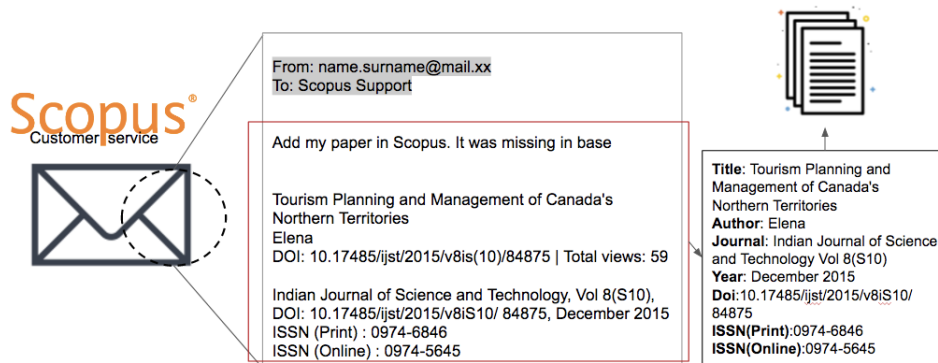 Scopus®
Customer service
From: name.surname@mail.xx
To: Scopus Support
Add my paper in Scopus. It was missing in base
Tourism Planning and Management of Canada's
Northern Territories
Elena
DOI: 10.17485/ijst/2015/v8is(10)/84875 | Total views: 59
Indian Journal of Science and Technology, Vol 8(S10),
DOI: 10.17485/ijst/2015/v8iS10/ 84875, December 2015
ISSN (Print) : 0974-6846
ISSN (Online) : 0974-5645
Title: Tourism Planning and
Management of Canada's
Northern Territories
Author: Elena
Journal: Indian Journal of Science
and Technology Vol 8(S10)
Year: December 2015
Doi:10.17485/ijst/2015/v8iS10/
84875
ISSN(Print):0974-6846
ISSN(Online):0974-5645